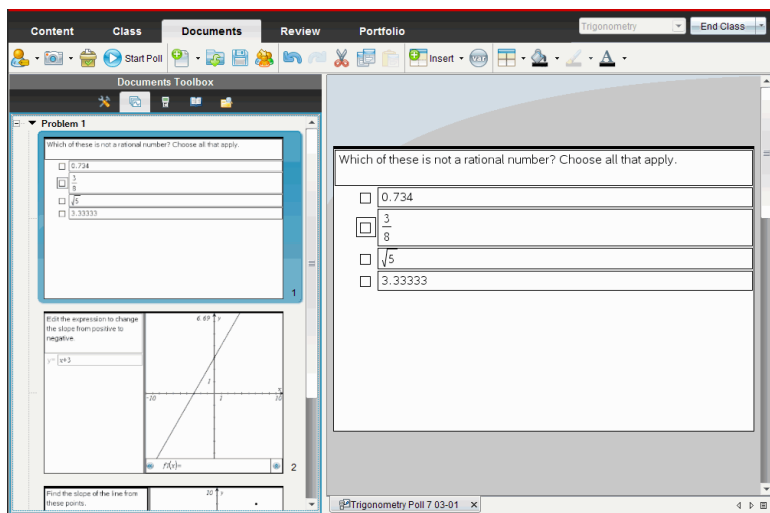 Content Class Documents Review Portfolio Trigonometry End Class
Start Poll Insert VAR A
Documents Toolbox
Problem 1
Which of these is not a rational number? Choose all that apply.
0.734
3
8
√5
3.33333
1
Edit the expression to change
the slope from positive to
negative.
y= x+3
6.89 y
1
x
-10 1 10
f1(x)=
2
Find the slope of the line from
these points.
20 y
Which of these is not a rational number? Choose all that apply.
0.734
3
8
√5
3.33333
Trigonometry Poll 7 03-01